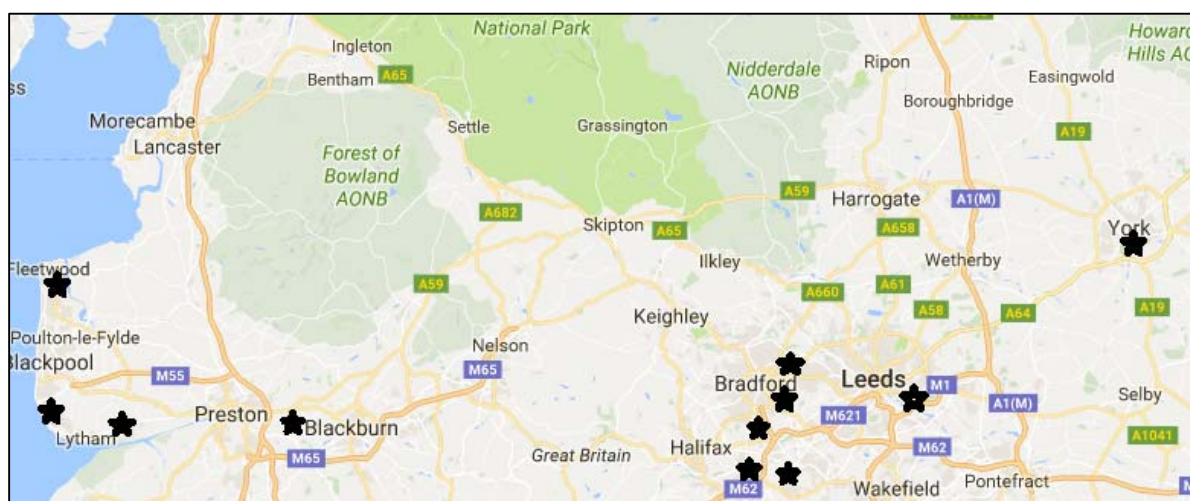 National Park
Howard
Hills AO
Ingleton
A65
Bentham
Nidderdale
AONB
Ripon
Easingwold
ss
Boroughbridge
Morecambe
Lancaster
Settle
Grassington
A19
Forest of
Bowland
AONB
A59
Harrogate
A1(M)
A682
Skipton
A65
A658
York
Fleetwood
Ilkley
Wetherby
A59
A660
A61
A58
A64
A19
Poulton-le-Fylde
Keighley
Blackpool
Nelson
M55
M65
Bradford
Leeds
M1
Selby
Preston
M621
A1(M)
Lytham
Blackburn
Halifax
A1041
M65
Great Britain
M62
M62
Wakefield
Pontefract
M